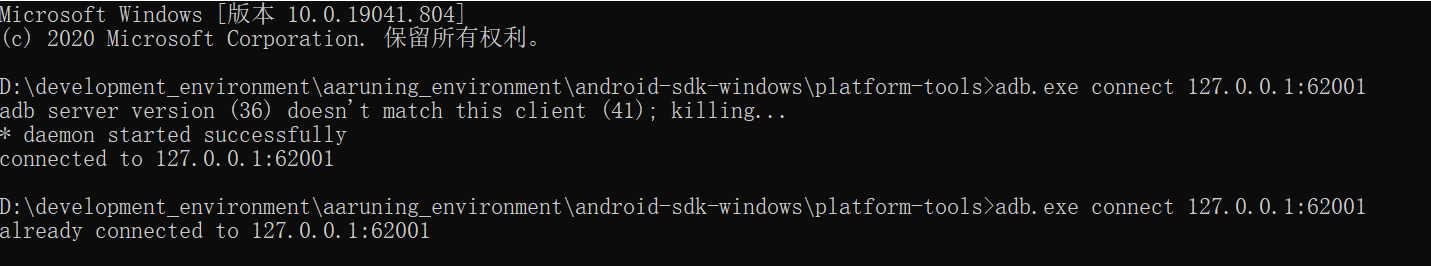 Microsoft Windows [版本 10.0.19041.804]
(c) 2020 Microsoft Corporation. 保留所有权利。
D:\development_environment\aaruning_environment\android-sdk-windows\platform-tools>adb.exe connect 127.0.0.1:62001
adb server version (36) doesn't match this client (41); killing...
* daemon started successfully
connected to 127.0.0.1:62001
D:\development_environment\aaruning_environment\android-sdk-windows\platform-tools>adb.exe connect 127.0.0.1:62001
already connected to 127.0.0.1:62001